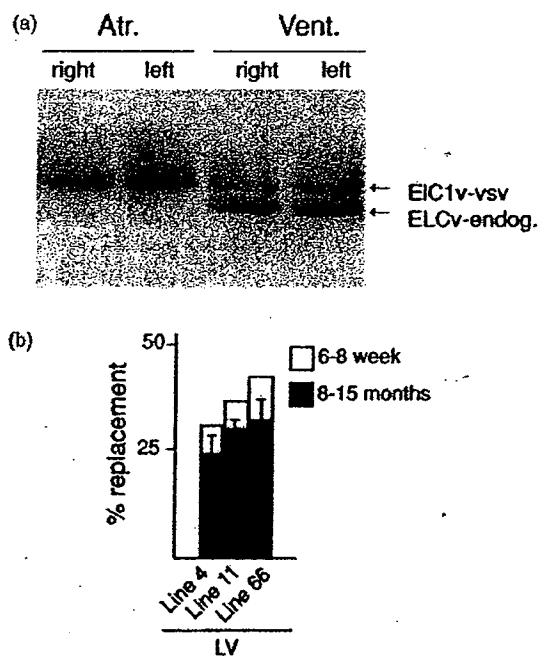 (a)
Atr. Vent.
right left right left
ElC1v-vsv
ELCv-endog.
(b)
50
6-8 week
8-15 months
25
% replacement
Line 4
Line 11
Line 66
LV